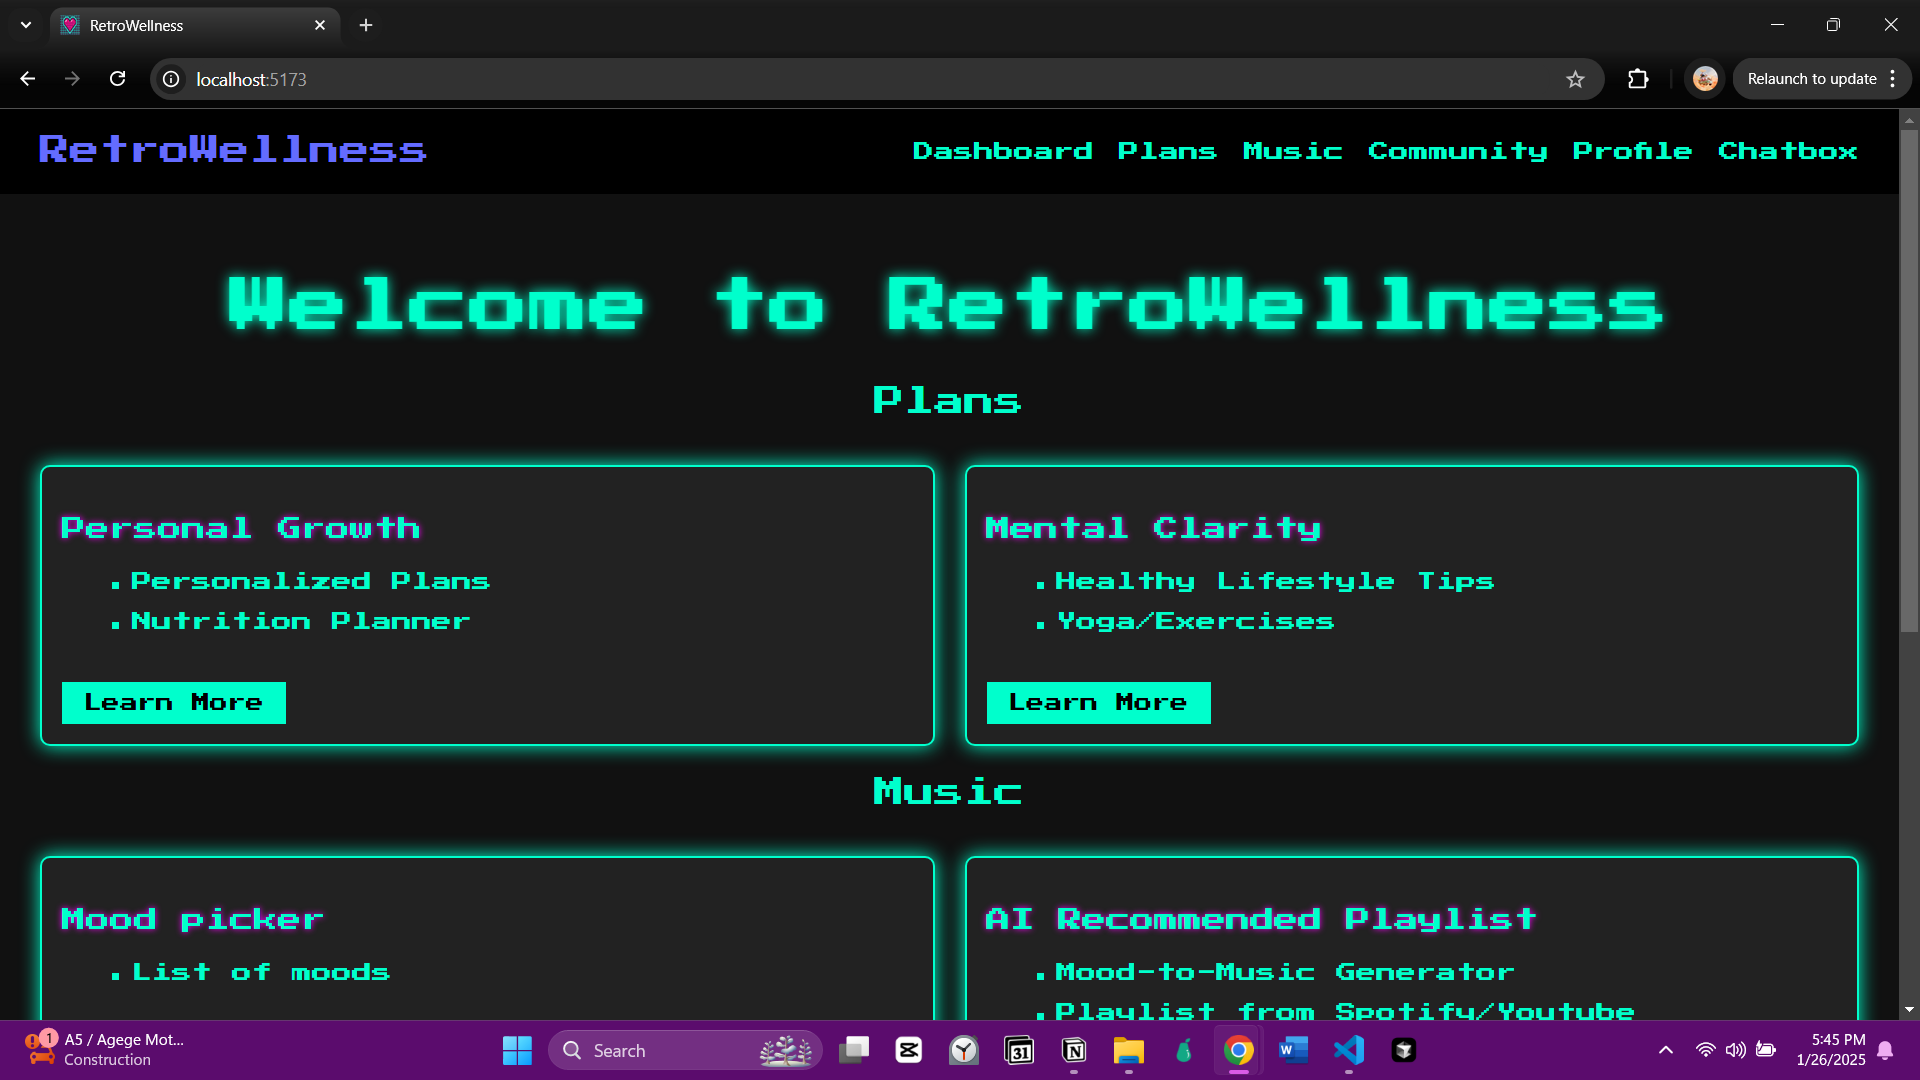 RetroWellness
localhost:5173
Relaunch to update
RetroWellness
Dashboard Plans Music Community Profile Chatbox
Welcome to RetroWellness
Plans
Personal Growth
Personalized Plans
Nutrition Planner
Learn More
Mental Clarity
Healthy Lifestyle Tips
Yoga/Exercises
Learn More
Music
Mood picker
List of moods
AI Recommended Playlist
Mood-to-Music Generator
Playlist from Spotify/Youtube
1
A5 / Agege Mot...
Construction
Search
31
N
W
5:45 PM
1/26/2025